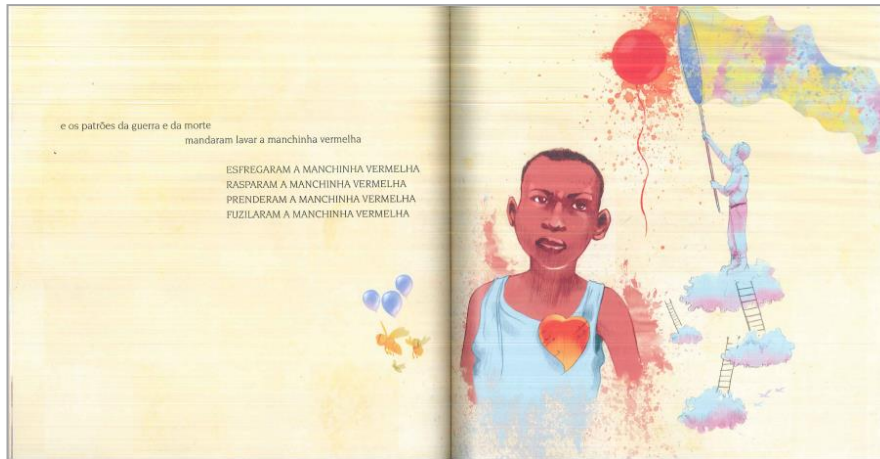 e os patrões da guerra e da morte
mandaram lavar a manchinha vermelha
ESFREGARAM A MANCHINHA VERMELHA
RASPARAM A MANCHINHA VERMELHA
PRENDERAM A MANCHINHA VERMELHA
FUZILARAM A MANCHINHA VERMELHA